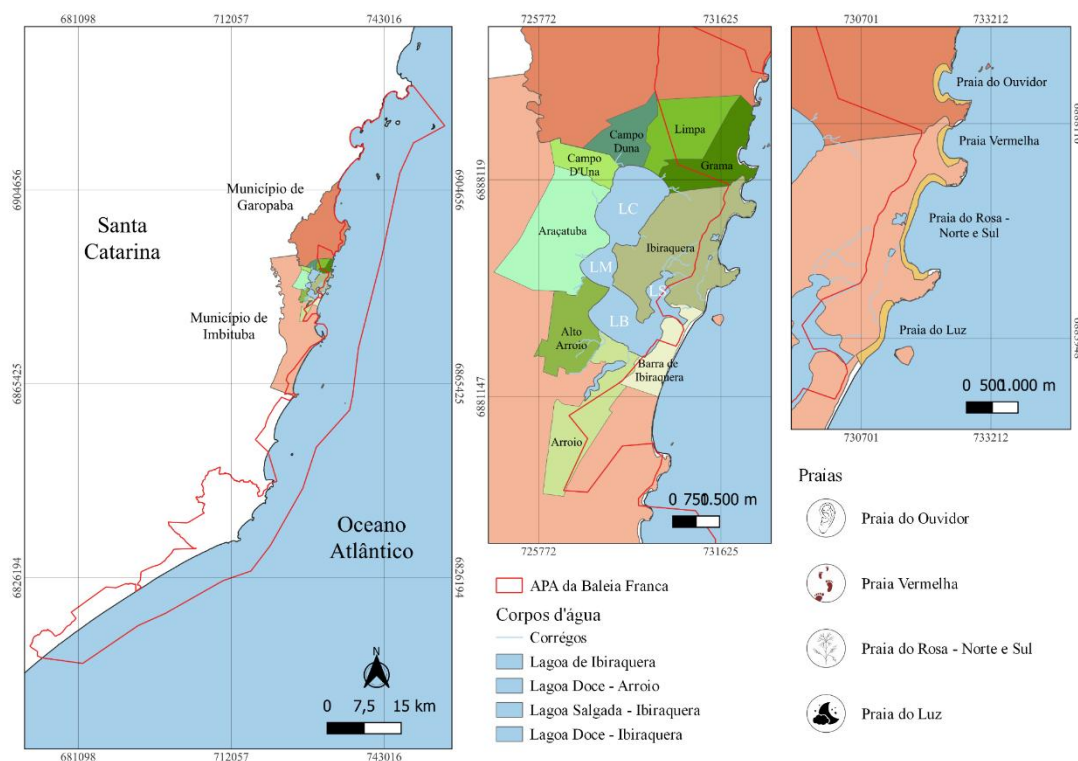 681098
712057
743016
Município de
Garopaba
Santa
Catarina
Município de
Imbituba
Oceano
Atlântico
N
0 7,5 15 km
6904656
6865425
6826194
6904656
6865425
6826194
681098
712057
743016
725772
731625
Campo
Duna
Limpa
Campo
D'Una
Grama
LC
Araçatuba
Ibiraquera
LM
LS
LB
Alto
Arroio
Barra de
Ibiraquera
Arroio
0 750 1.500 m
6888119
6881147
725772
731625
730701
733212
Praia do Ouvidor
Praia Vermelha
Praia do Rosa -
Norte e Sul
Praia do Luz
0 500 1.000 m
730701
733212
APA da Baleia Franca
Corpos d'água
Corrégos
Lagoa de Ibiraquera
Lagoa Doce - Arroio
Lagoa Salgada - Ibiraquera
Lagoa Doce - Ibiraquera
Praias
Praia do Ouvidor
Praia Vermelha
Praia do Rosa - Norte e Sul
Praia do Luz